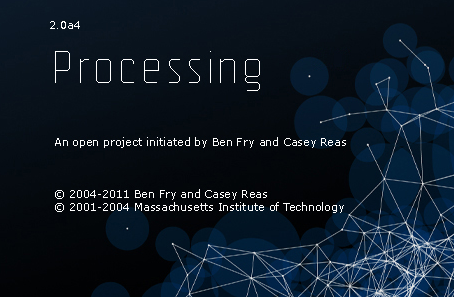 2.0a4
Processing
An open project initiated by Ben Fry and Casey Reas
© 2004-2011 Ben Fry and Casey Reas
© 2001-2004 Massachusetts Institute of Technology